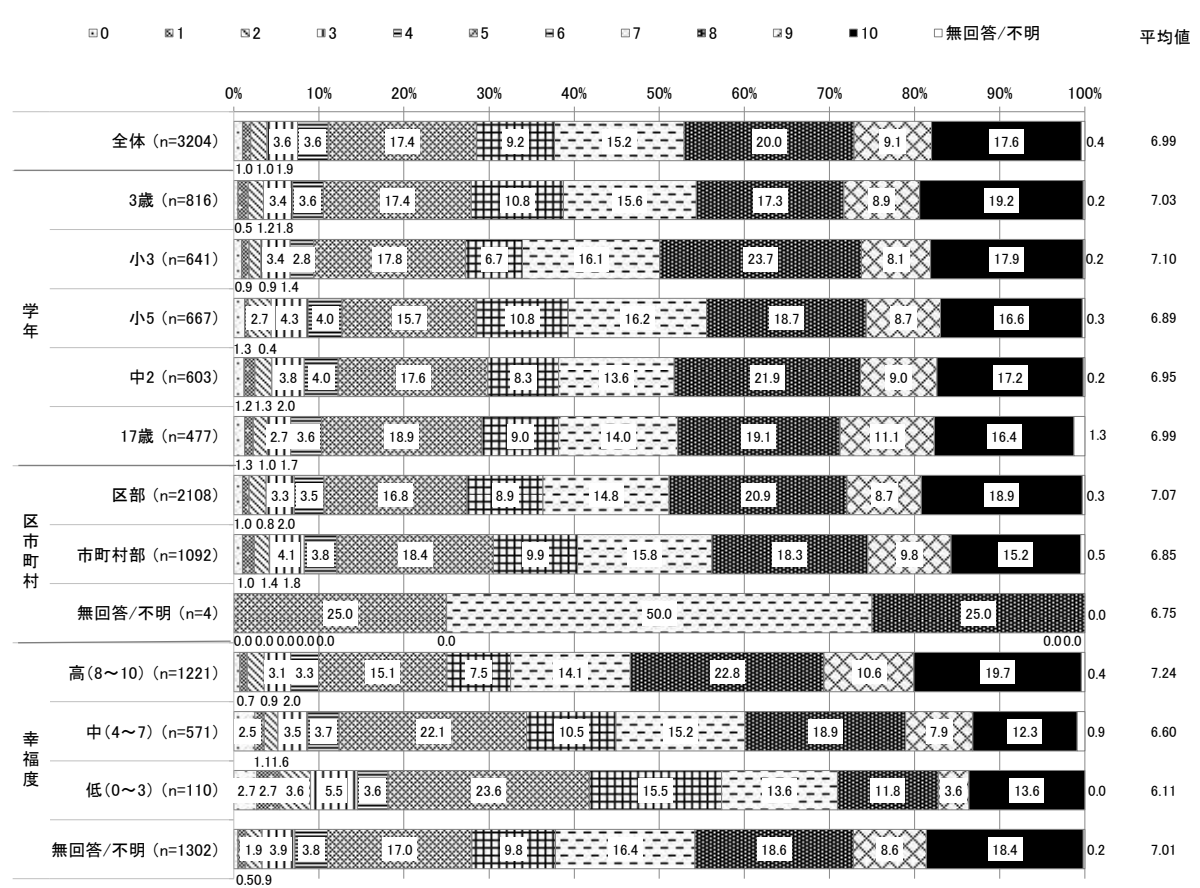 0 1 2 3 4 5 6 7 8 9 10 無回答/不明 平均値
0% 10% 20% 30% 40% 50% 60% 70% 80% 90% 100%
全体 (n=3204) 3.6 3.6 17.4 9.2 15.2 20.0 9.1 17.6 0.4 6.99
1.0 1.0 1.9
学年
3歳 (n=816) 3.4 3.6 17.4 10.8 15.6 17.3 8.9 19.2 0.2 7.03
0.5 1.2 1.8
小3 (n=641) 3.4 2.8 17.8 6.7 16.1 23.7 8.1 17.9 0.2 7.10
0.9 0.9 1.4
小5 (n=667) 2.7 4.3 4.0 15.7 10.8 16.2 18.7 8.7 16.6 0.3 6.89
1.3 0.4
中2 (n=603) 3.8 4.0 17.6 8.3 13.6 21.9 9.0 17.2 0.2 6.95
1.2 1.3 2.0
17歳 (n=477) 2.7 3.6 18.9 9.0 14.0 19.1 11.1 16.4 1.3 6.99
1.3 1.0 1.7
区市町村
区部 (n=2108) 3.3 3.5 16.8 8.9 14.8 20.9 8.7 18.9 0.3 7.07
1.0 0.8 2.0
市町村部 (n=1092) 4.1 3.8 18.4 9.9 15.8 18.3 9.8 15.2 0.5 6.85
1.0 1.4 1.8
無回答/不明 (n=4) 25.0 50.0 25.0 0.0 6.75
0.0 0.0 0.0 0.0 0.0 0.0 0.0 0.0
幸福度
高(8～10) (n=1221) 3.1 3.3 15.1 7.5 14.1 22.8 10.6 19.7 0.4 7.24
0.7 0.9 2.0
中(4～7) (n=571) 2.5 3.5 3.7 22.1 10.5 15.2 18.9 7.9 12.3 0.9 6.60
1.1 1.6
低(0～3) (n=110) 2.7 2.7 3.6 5.5 3.6 23.6 15.5 13.6 11.8 3.6 13.6 0.0 6.11
無回答/不明 (n=1302) 1.9 3.9 3.8 17.0 9.8 16.4 18.6 8.6 18.4 0.2 7.01
0.5 0.9